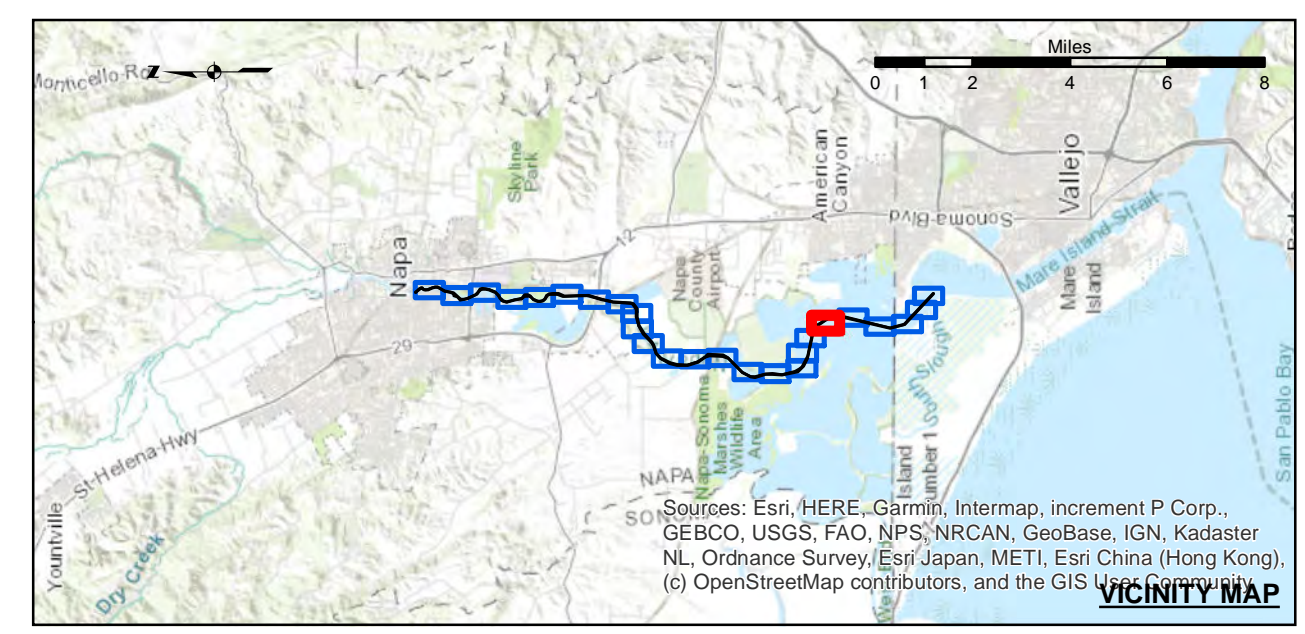 Miles
0 1 2 4 6 8
Monticello-Rd
Z
Skyline
Park
American
Canyon
Vallejo
Sonoma Blvd
Mare Island-Strait
Mare
Island
12
Napa
Napa
County
Airport
29
South Slough
San Pablo Bay
Napa-Sonoma
Marshes
Wildlife
Area
Island
umber 1
St-Helena-Hwy
Yountville
Dry Creek
NAPA
SONOMA
Sources: Esri, HERE, Garmin, Intermap, increment P Corp.,
GEBCO, USGS, FAO, NPS, NRCAN, GeoBase, IGN, Kadaster
NL, Ordnance Survey, Esri Japan, METI, Esri China (Hong Kong),
(c) OpenStreetMap contributors, and the GIS User Community
VICINITY MAP